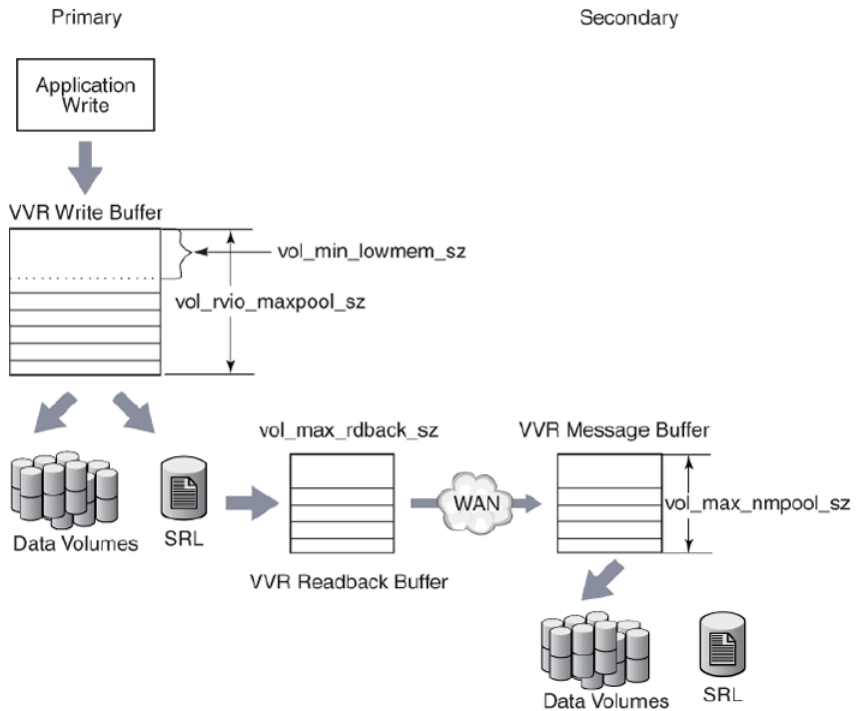 Primary
Secondary
Application
Write
VVR Write Buffer
vol_min_lowmem_sz
vol_rvio_maxpool_sz
vol_max_rdback_sz
VVR Message Buffer
WAN
vol_max_nmpool_sz
Data Volumes
SRL
VVR Readback Buffer
Data Volumes
SRL